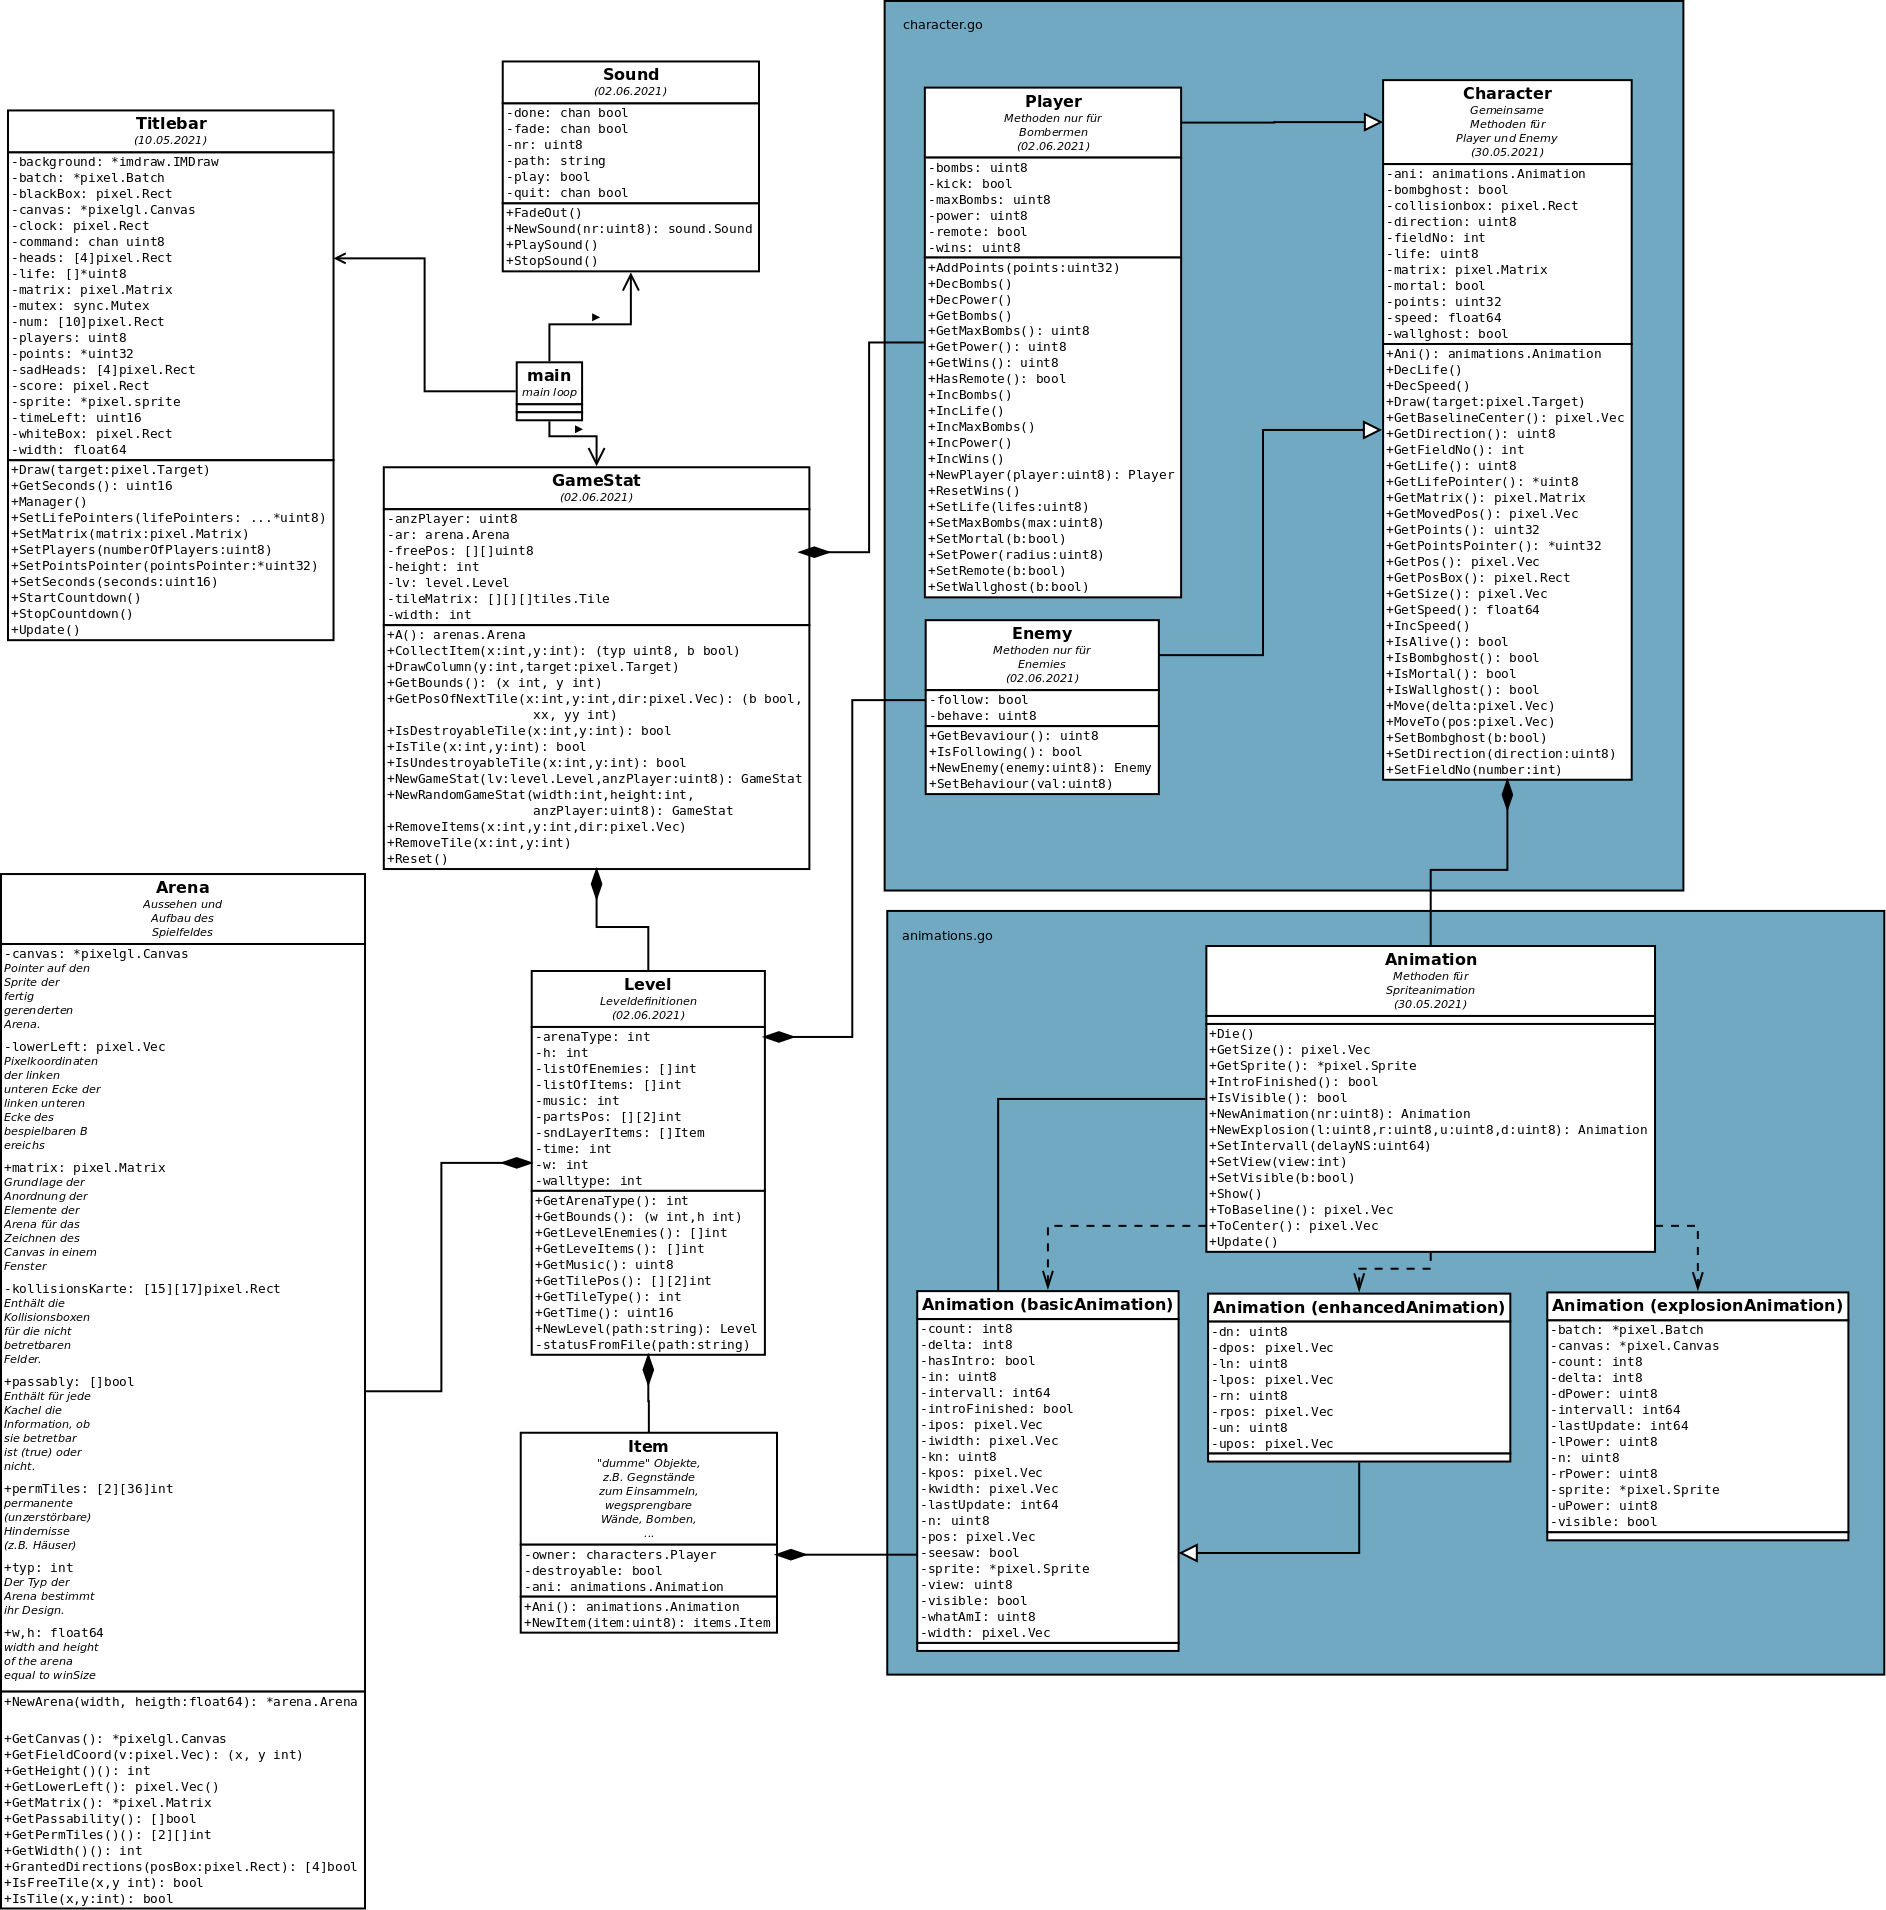 character.go
Sound
(02.06.2021)
-done: chan bool
-fade: chan bool
-nr: uint8
-path: string
-play: bool
-quit: chan bool
+FadeOut()
+NewSound(nr:uint8): sound.Sound
+PlaySound()
+StopSound()
Titlebar
(10.05.2021)
-background: *imdraw.IMDraw
-batch: *pixel.Batch
-blackBox: pixel.Rect
-canvas: *pixelgl.Canvas
-clock: pixel.Rect
-command: chan uint8
-heads: [4]pixel.Rect
-life: []*uint8
-matrix: pixel.Matrix
-mutex: sync.Mutex
-num: [10]pixel.Rect
-players: uint8
-points: *uint32
-sadHeads: [4]pixel.Rect
-score: pixel.Rect
-sprite: *pixel.sprite
-timeLeft: uint16
-whiteBox: pixel.Rect
-width: float64
+Draw(target:pixel.Target)
+GetSeconds(): uint16
+Manager()
+SetLifePointers(lifePointers: ...*uint8)
+SetMatrix(matrix:pixel.Matrix)
+SetPlayers(numberOfPlayers:uint8)
+SetPointsPointer(pointsPointer:*uint32)
+SetSeconds(seconds:uint16)
+StartCountdown()
+StopCountdown()
+Update()
main
main loop
GameStat
(02.06.2021)
-anzPlayer: uint8
-ar: arena.Arena
-freePos: [][]uint8
-height: int
-lv: level.Level
-tileMatrix: [][][]tiles.Tile
-width: int
+A(): arenas.Arena
+CollectItem(x:int,y:int): (typ uint8, b bool)
+DrawColumn(y:int,target:pixel.Target)
+GetBounds(): (x int, y int)
+GetPosOfNextTile(x:int,y:int,dir:pixel.Vec): (b bool,
xx, yy int)
+IsDestroyableTile(x:int,y:int): bool
+IsTile(x:int,y:int): bool
+IsUndestroyableTile(x:int,y:int): bool
+NewGameStat(lv:level.Level,anzPlayer:uint8): GameStat
+NewRandomGameStat(width:int,height:int,
anzPlayer:uint8): GameStat
+RemoveItems(x:int,y:int,dir:pixel.Vec)
+RemoveTile(x:int,y:int)
+Reset()
Player
Methoden nur für
Bombermen
(02.06.2021)
-bombs: uint8
-kick: bool
-maxBombs: uint8
-power: uint8
-remote: bool
-wins: uint8
+AddPoints(points:uint32)
+DecBombs()
+DecPower()
+GetBombs()
+GetMaxBombs(): uint8
+GetPower(): uint8
+GetWins(): uint8
+HasRemote(): bool
+IncBombs()
+IncLife()
+IncMaxBombs()
+IncPower()
+IncWins()
+NewPlayer(player:uint8): Player
+ResetWins()
+SetLife(lifes:uint8)
+SetMaxBombs(max:uint8)
+SetMortal(b:bool)
+SetPower(radius:uint8)
+SetRemote(b:bool)
+SetWallghost(b:bool)
Character
Gemeinsame
Methoden für
Player und Enemy
(30.05.2021)
-ani: animations.Animation
-bombghost: bool
-collisionbox: pixel.Rect
-direction: uint8
-fieldNo: int
-life: uint8
-matrix: pixel.Matrix
-mortal: bool
-points: uint32
-speed: float64
-wallghost: bool
+Ani(): animations.Animation
+DecLife()
+DecSpeed()
+Draw(target:pixel.Target)
+GetBaselineCenter(): pixel.Vec
+GetDirection(): uint8
+GetFieldNo(): int
+GetLife(): uint8
+GetLifePointer(): *uint8
+GetMatrix(): pixel.Matrix
+GetMovedPos(): pixel.Vec
+GetPoints(): uint32
+GetPointsPointer(): *uint32
+GetPos(): pixel.Vec
+GetPosBox(): pixel.Rect
+GetSize(): pixel.Vec
+GetSpeed(): float64
+IncSpeed()
+IsAlive(): bool
+IsBombghost(): bool
+IsMortal(): bool
+IsWallghost(): bool
+Move(delta:pixel.Vec)
+MoveTo(pos:pixel.Vec)
+SetBombghost(b:bool)
+SetDirection(direction:uint8)
+SetFieldNo(number:int)
Enemy
Methoden nur für
Enemies
(02.06.2021)
-follow: bool
-behave: uint8
+GetBevaviour(): uint8
+IsFollowing(): bool
+NewEnemy(enemy:uint8): Enemy
+SetBehaviour(val:uint8)
Arena
Aussehen und
Aufbau des
Spielfeldes
-canvas: *pixelgl.Canvas
Pointer auf den
Sprite der
fertig
gerenderten
Arena.
-lowerLeft: pixel.Vec
Pixelkoordinaten
der linken
unteren Ecke der
linken unteren
Ecke des
bespielbaren B
ereichs
+matrix: pixel.Matrix
Grundlage der
Anordnung der
Elemente der
Arena für das
Zeichnen des
Canvas in einem
Fenster
-kollisionsKarte: [15][17]pixel.Rect
Enthält die
Kollisionsboxen
für die nicht
betretbaren
Felder.
+passably: []bool
Enthält für jede
Kachel die
Information, ob
sie betretbar
ist (true) oder
nicht.
+permTiles: [2][36]int
permanente
(unzerstörbare)
Hindernisse
(z.B. Häuser)
+typ: int
Der Typ der
Arena bestimmt
ihr Design.
+w,h: float64
width and height
of the arena
equal to winSize
+NewArena(width, heigth:float64): *arena.Arena
+GetCanvas(): *pixelgl.Canvas
+GetFieldCoord(v:pixel.Vec): (x, y int)
+GetHeight()(): int
+GetLowerLeft(): pixel.Vec()
+GetMatrix(): *pixel.Matrix
+GetPassability(): []bool
+GetPermTiles()(): [2][]int
+GetWidth()(): int
+GrantedDirections(posBox:pixel.Rect): [4]bool
+IsFreeTile(x,y int): bool
+IsTile(x,y:int): bool
Level
Leveldefinitionen
(02.06.2021)
-arenaType: int
-h: int
-listOfEnemies: []int
-listOfItems: []int
-music: int
-partsPos: [][2]int
-sndLayerItems: []Item
-time: int
-w: int
-walltype: int
+GetArenaType(): int
+GetBounds(): (w int,h int)
+GetLevelEnemies(): []int
+GetLeveItems(): []int
+GetMusic(): uint8
+GetTilePos(): [][2]int
+GetTileType(): int
+GetTime(): uint16
+NewLevel(path:string): Level
-statusFromFile(path:string)
Item
"dumme" Objekte,
z.B. Gegnstände
zum Einsammeln,
wegsprengbare
Wände, Bomben,
...
-owner: characters.Player
-destroyable: bool
-ani: animations.Animation
+Ani(): animations.Animation
+NewItem(item:uint8): items.Item
animations.go
Animation
Methoden für
Spriteanimation
(30.05.2021)
+Die()
+GetSize(): pixel.Vec
+GetSprite(): *pixel.Sprite
+IntroFinished(): bool
+IsVisible(): bool
+NewAnimation(nr:uint8): Animation
+NewExplosion(l:uint8,r:uint8,u:uint8,d:uint8): Animation
+SetIntervall(delayNS:uint64)
+SetView(view:int)
+SetVisible(b:bool)
+Show()
+ToBaseline(): pixel.Vec
+ToCenter(): pixel.Vec
+Update()
Animation (basicAnimation)
-count: int8
-delta: int8
-hasIntro: bool
-in: uint8
-intervall: int64
-introFinished: bool
-ipos: pixel.Vec
-iwidth: pixel.Vec
-kn: uint8
-kpos: pixel.Vec
-kwidth: pixel.Vec
-lastUpdate: int64
-n: uint8
-pos: pixel.Vec
-seesaw: bool
-sprite: *pixel.Sprite
-view: uint8
-visible: bool
-whatAmI: uint8
-width: pixel.Vec
Animation (enhancedAnimation)
-dn: uint8
-dpos: pixel.Vec
-ln: uint8
-lpos: pixel.Vec
-rn: uint8
-rpos: pixel.Vec
-un: uint8
-upos: pixel.Vec
Animation (explosionAnimation)
-batch: *pixel.Batch
-canvas: *pixel.Canvas
-count: int8
-delta: int8
-dPower: uint8
-intervall: int64
-lastUpdate: int64
-lPower: uint8
-n: uint8
-rPower: uint8
-sprite: *pixel.Sprite
-uPower: uint8
-visible: bool